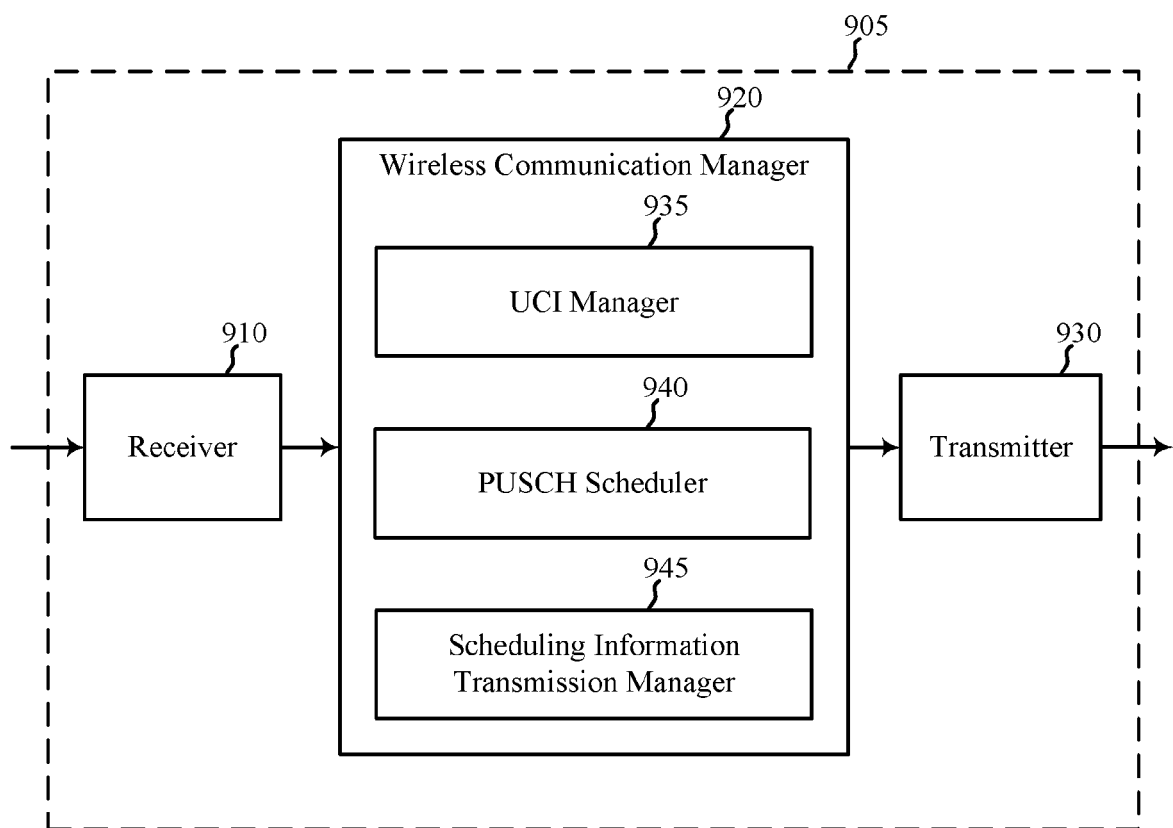 905
920
Wireless Communication Manager
935
UCI Manager
910
Receiver
930
Transmitter
940
PUSCH Scheduler
945
Scheduling Information
Transmission Manager